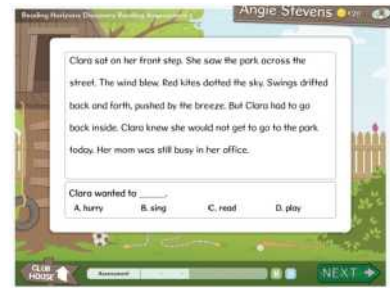 Reading Horizons Discovery Reading Assessment
Angie Stevens
Clara sat on her front step. She saw the park across the
street. The wind blew. Red kites dotted the sky. Swings drifted
back and forth, pushed by the breeze. But Clara had to go
back inside. Clara knew she would not get to go to the park
today. Her mom was still busy in her office.
Clara wanted to _____.
A. hurry B. sing C. read D. play
CLUB
HOUSE
Assessment
NEXT